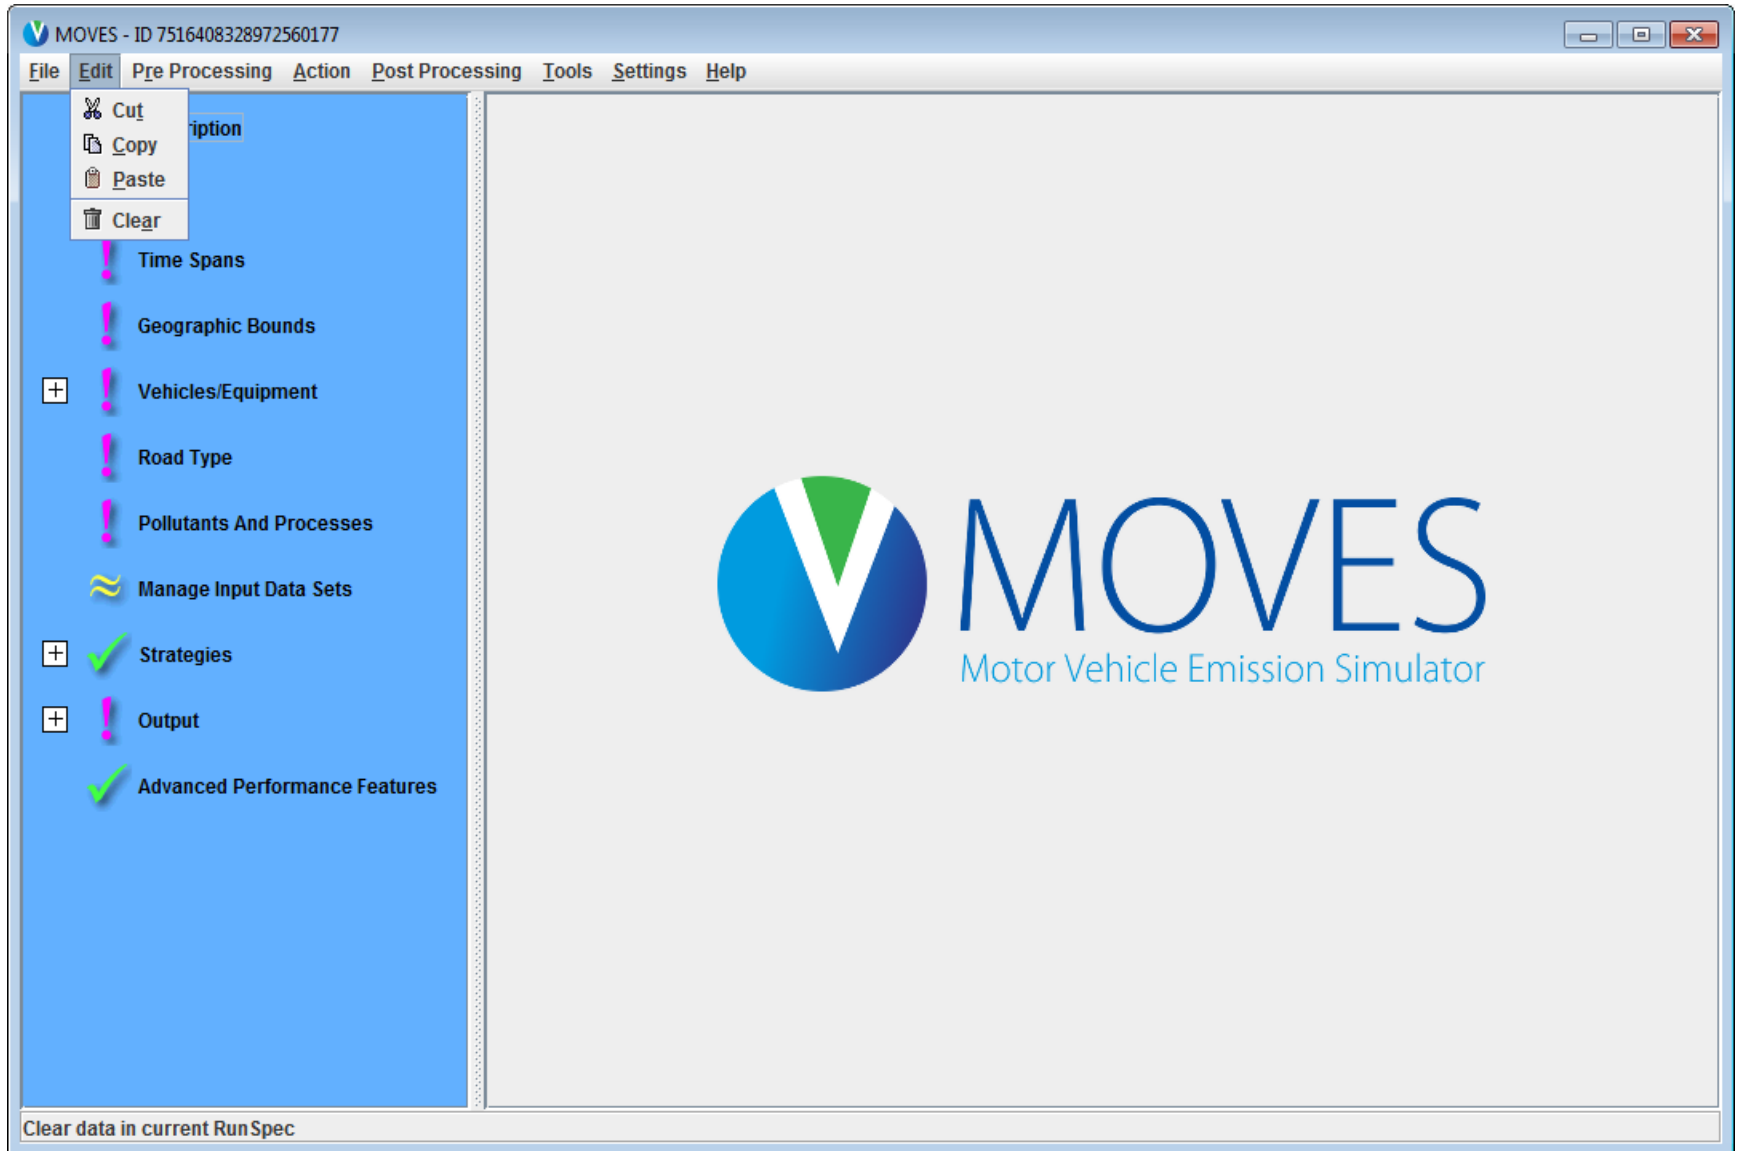 MOVES - ID 7516408328972560177
File Edit Pre Processing Action Post Processing Tools Settings Help
Cut
Copy
Paste
Clear
ription
Time Spans
Geographic Bounds
Vehicles/Equipment
Road Type
Pollutants And Processes
Manage Input Data Sets
Strategies
Output
Advanced Performance Features
MOVES
Motor Vehicle Emission Simulator
Clear data in current RunSpec